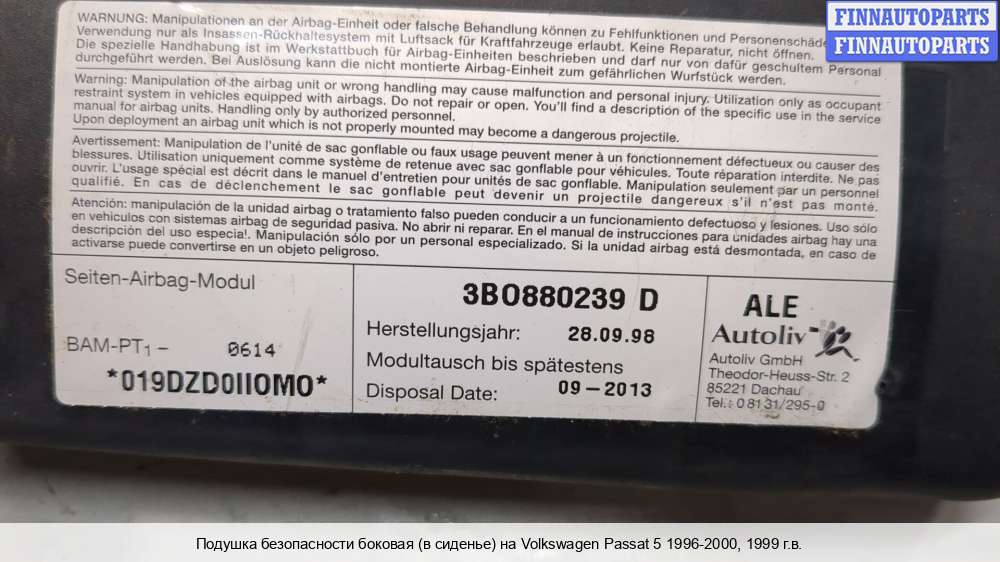 WARNUNG: Manipulationen an der Airbag-Einheit oder falsche Behandlung können zu Fehlfunktionen und Personenschäde
Verwendung nur als Insassen-Rückhaltesystem mit Luftsack für Kraftfahrzeuge erlaubt. Keine Reparatur, nicht öffnen.
Die spezielle Handhabung ist im Werkstattbuch für Airbag-Einheiten beschrieben und darf nur von dafür geschultem Personal
durchgeführt werden. Bei Auslösung kann die nicht montierte Airbag-Einheit zum gefährlichen Wurfstück werden.
Warning: Manipulation of the airbag unit or wrong handling may cause malfunction and personal injury. Utilization only as occupant
restraint system in vehicles equipped with airbags. Do not repair or open. You'll find a description of the specific use in the service
manual for airbag units. Handling only by authorized personnel.
Upon deployment an airbag unit which is not properly mounted may become a dangerous projectile.
Avertissement: Manipulation de l'unité de sac gonflable ou faux usage peuvent mener à un fonctionnement défectueux ou causer des
blessures. Utilisation uniquement comme système de retenue avec sac gonflable pour véhicules. Toute réparation interdite. Ne pas
ouvrir. L'usage spécial est décrit dans le manuel d'entretien pour unités de sac gonflable. Manipulation seulement par un personnel
qualifié. En cas de déclenchement le sac gonflable peut devenir un projectile dangereux s'il n'est pas monté.
Atención: manipulación de la unidad airbag o tratamiento falso pueden conducir a un funcionamiento defectuoso y lesiones. Uso sólo
en vehiculos con sistemas airbag de seguridad pasiva. No abrir ni reparar. En el manual de instrucciones para unidades airbag hay una
descripción del uso especial. Manipulación sólo por un personal especializado. Si la unidad airbag está desmontada, en caso de
activarse puede convertirse en un objeto peligroso.
Seiten-Airbag-Modul
BAM-PT1 – 0614
*019DZD0II0M0*
3B0880239 D
Herstellungsjahr: 28.09.98
Modultausch bis spätestens
Disposal Date: 09-2013
ALE
Autoliv
Autoliv GmbH
Theodor-Heuss-Str. 2
85221 Dachau
Tel.: 08131/295-0
FINNAUTOPARTS
FINNAUTOPARTS
Подушка безопасности боковая (в сиденье) на Volkswagen Passat 5 1996-2000, 1999 г.в.